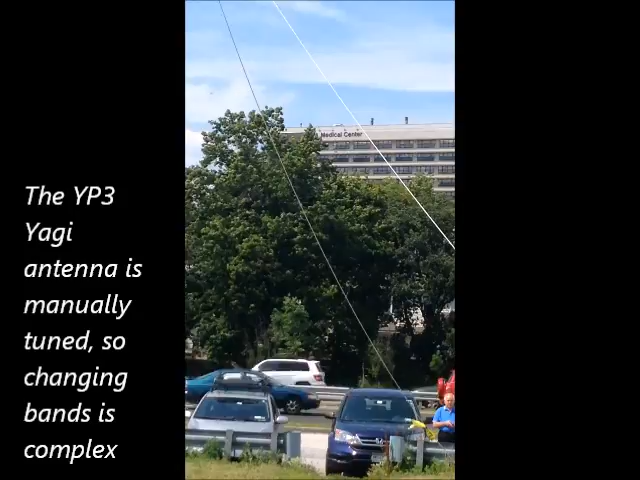 Medical Center
The YP3
Yagi
antenna is
manually
tuned, so
changing
bands is
complex